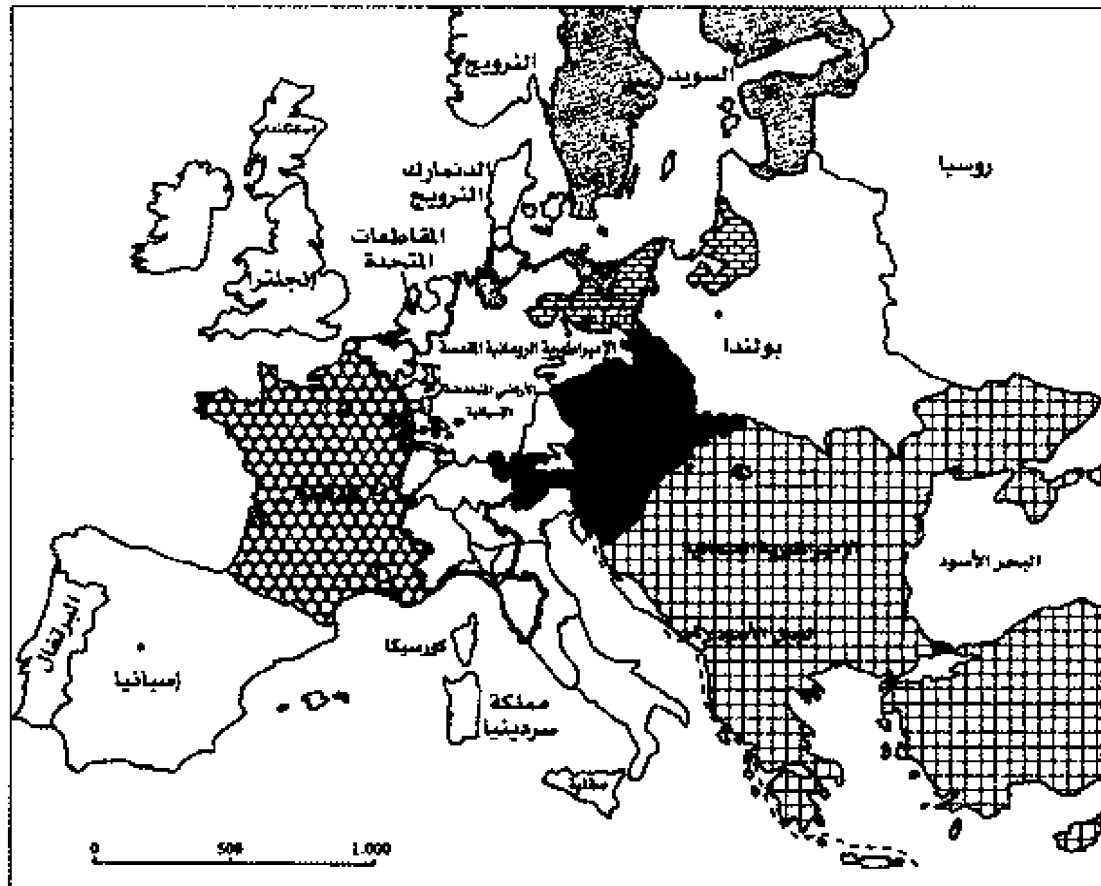 النرويج
السويد
روسيا
الدنمارك
النرويج
المقاطعات
المتحدة
إنجلترا
بولندا
الإمبراطورية الرومانية المقدسة
البحر الأسود
البرتغال
إسبانيا
كورسيكا
مملكة
سردينيا
صقلية
0 500 1.000